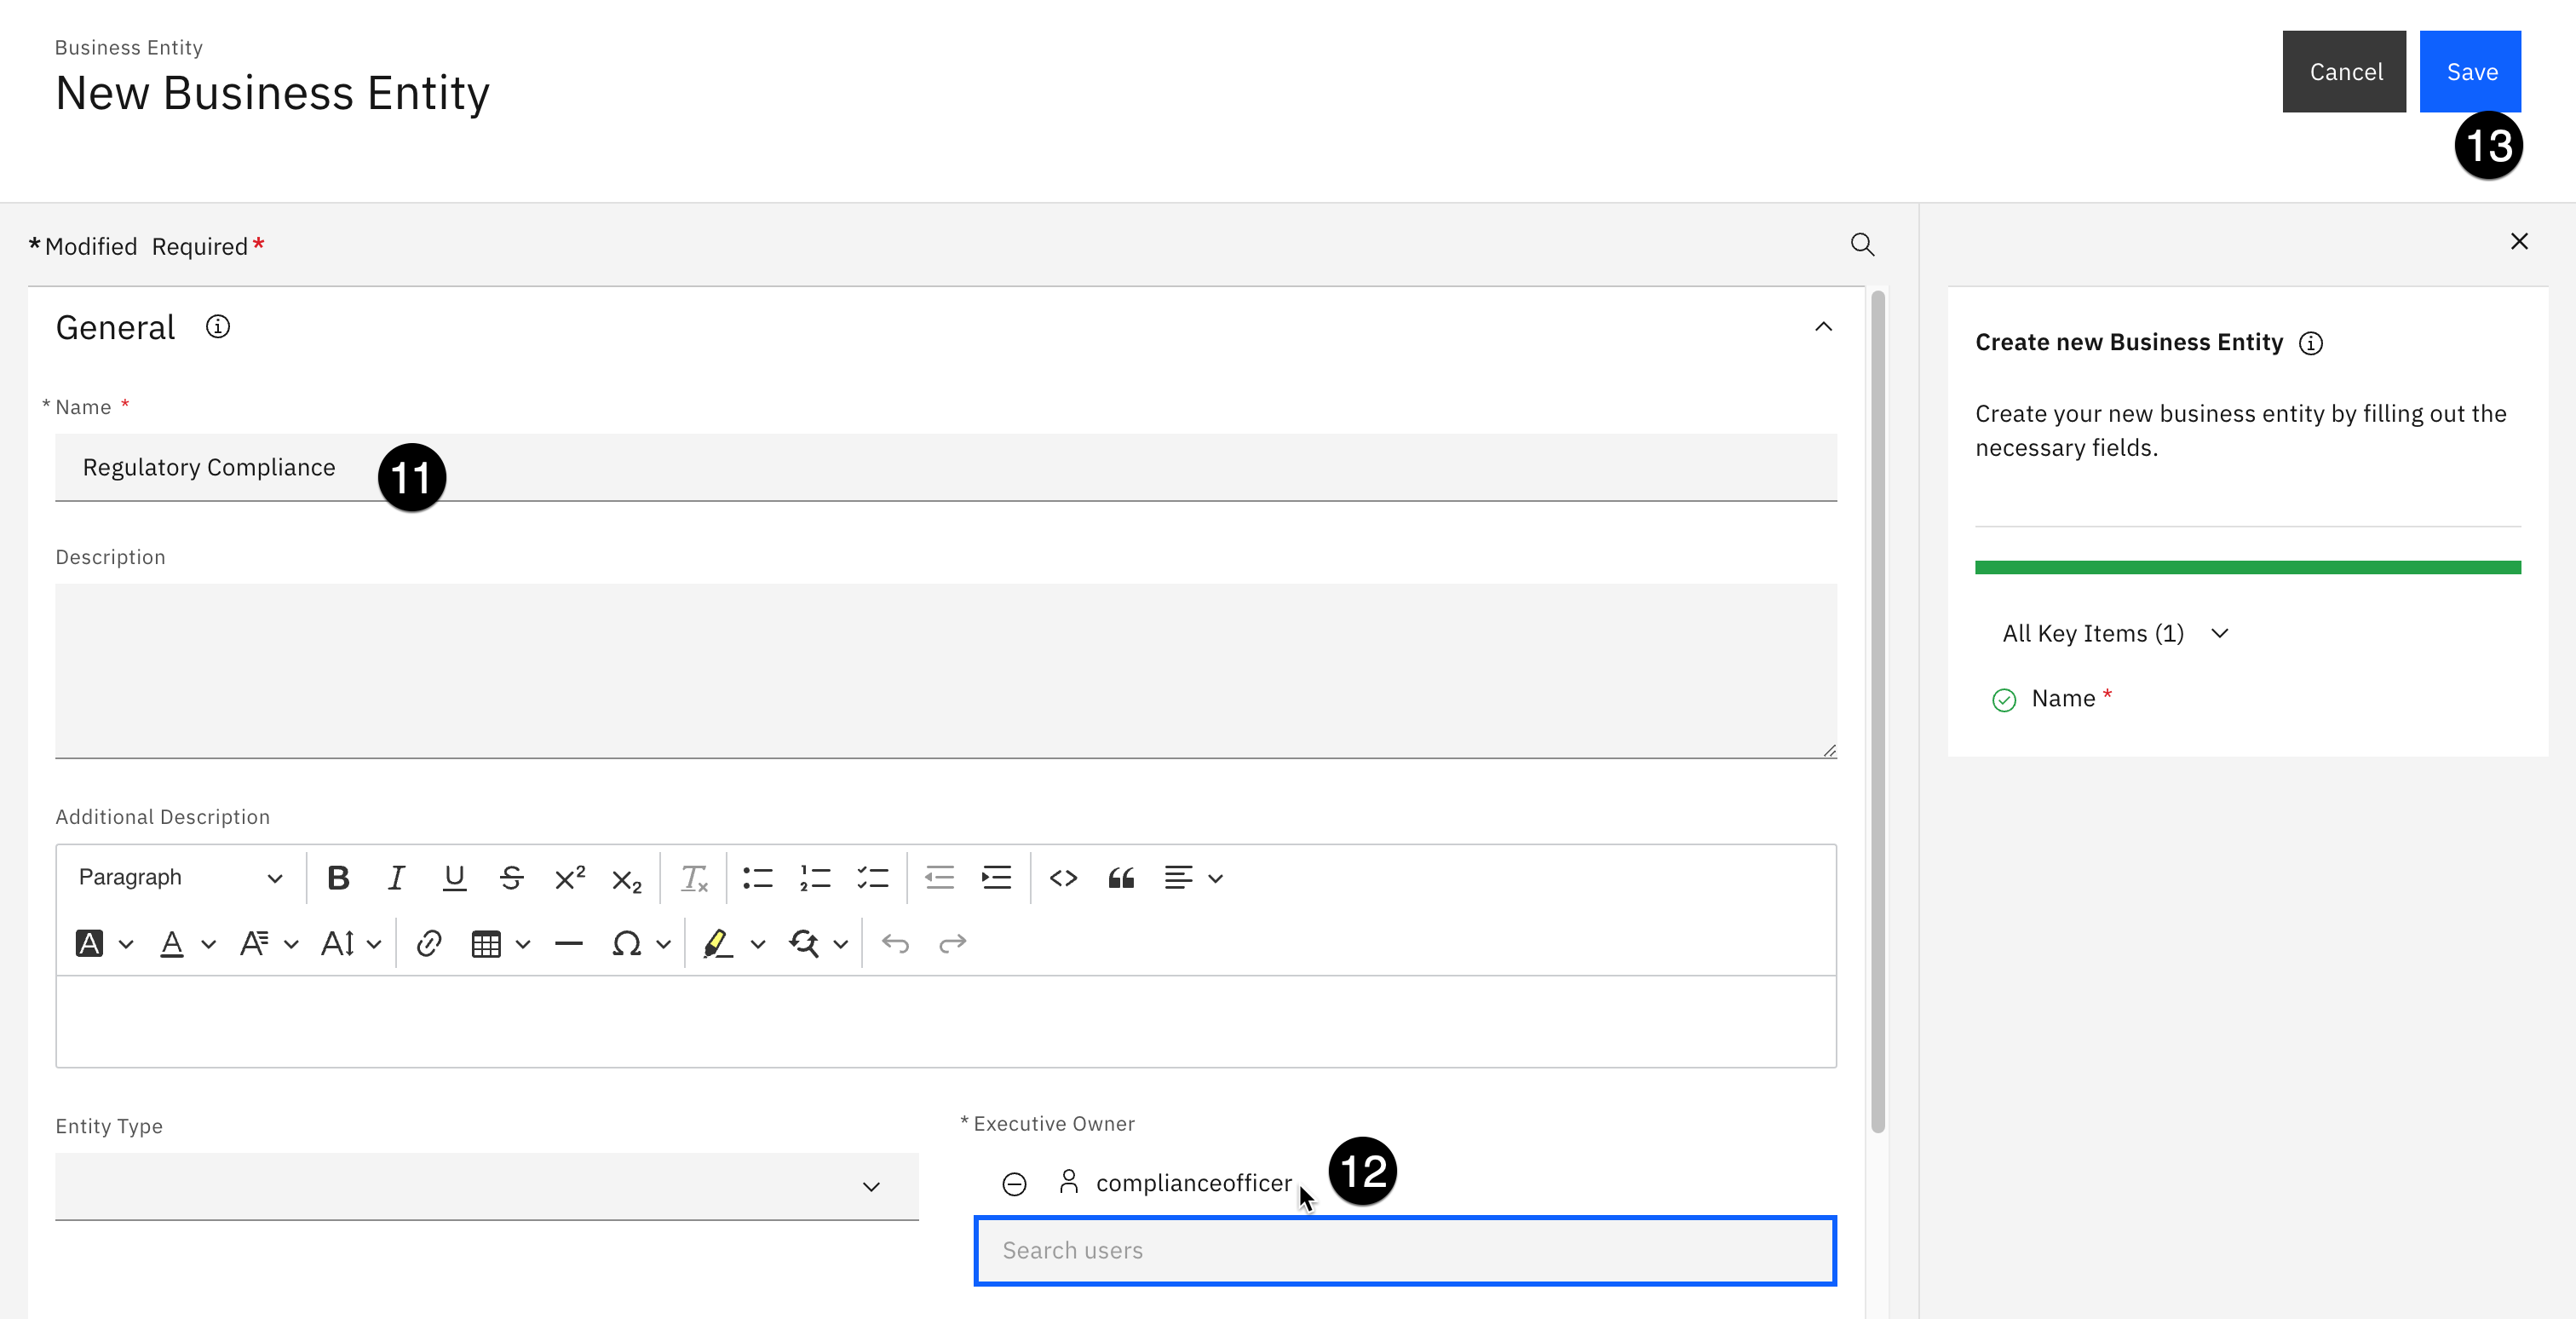 Business Entity
New Business Entity
Cancel
Save
13
*Modified Required*
General
* Name *
Regulatory Compliance
11
Description
Additional Description
Paragraph
Entity Type
* Executive Owner
complianceofficer
12
Search users
Create new Business Entity
Create your new business entity by filling out the
necessary fields.
All Key Items (1)
Name *